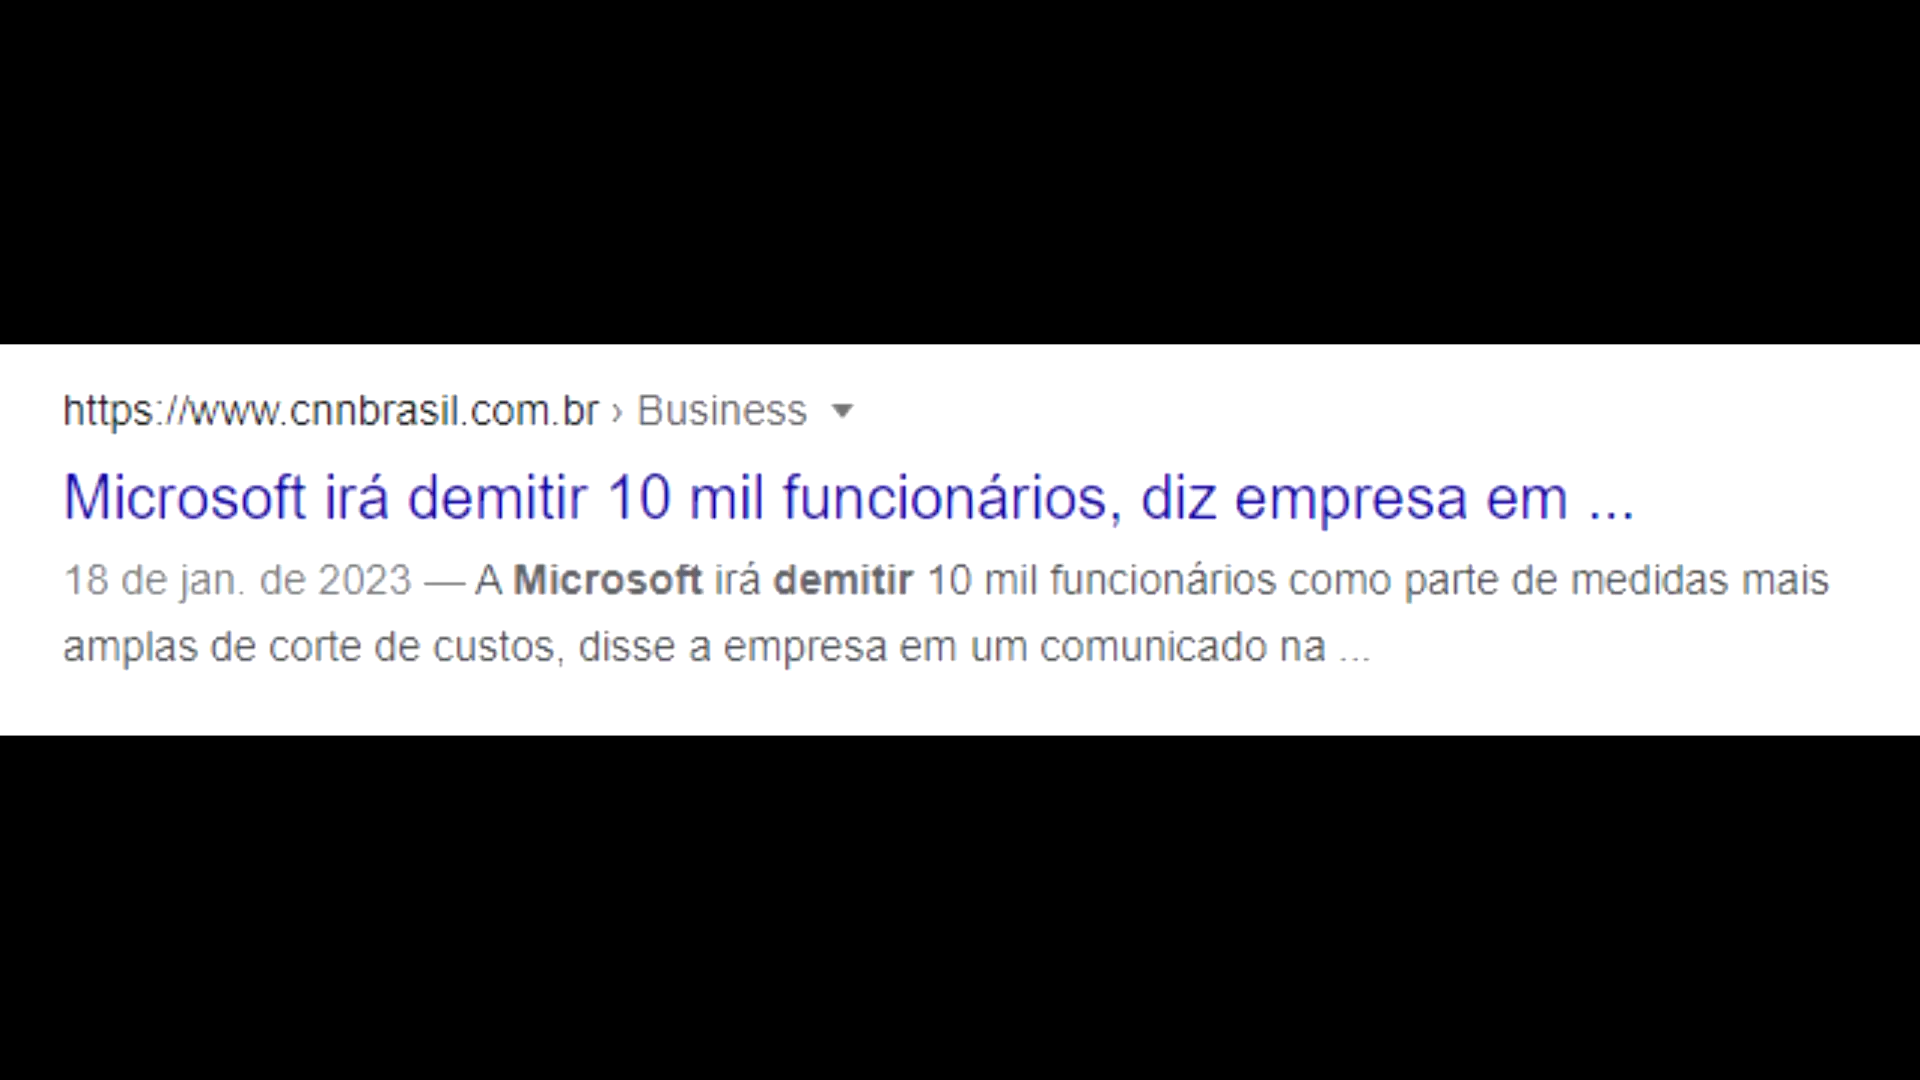 https://www.cnnbrasil.com.br › Business
Microsoft irá demitir 10 mil funcionários, diz empresa em ...
18 de jan. de 2023 — A Microsoft irá demitir 10 mil funcionários como parte de medidas mais
amplas de corte de custos, disse a empresa em um comunicado na ...